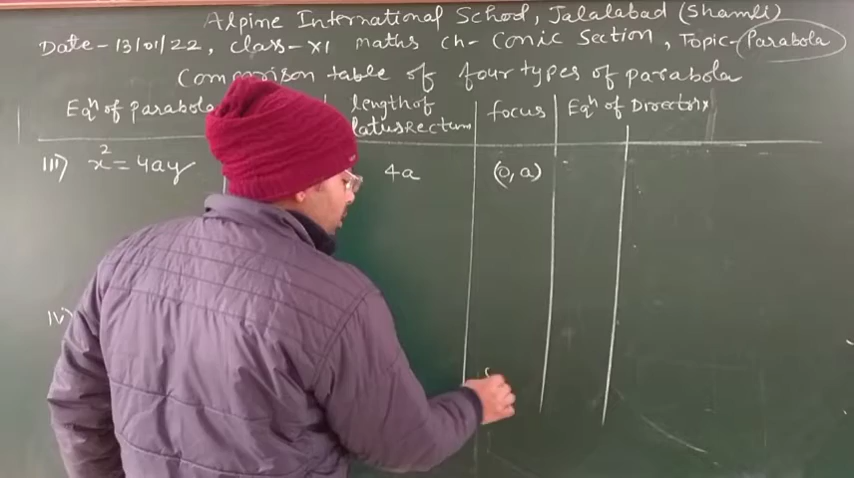 Alpine International School, Jalalabad (Shamli)
Date-13/01/22, class-XI maths ch-Conic Section, Topic-Parabola
Comparison table of four types of parabola
Eqⁿ of parabola length of latus Rectum focus Eqⁿ of Directrix
III) x² = 4ay 4a (0, a)
IV)